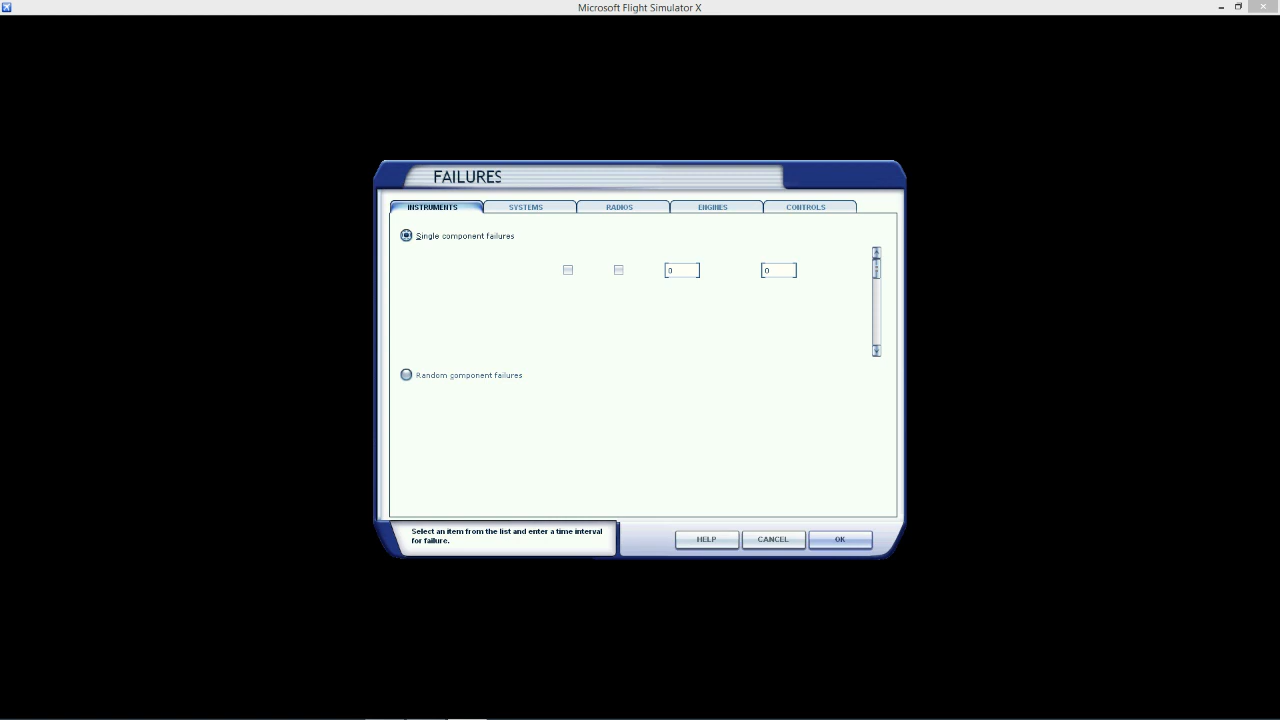 Microsoft Flight Simulator X
FAILURES
INSTRUMENTS SYSTEMS RADIOS ENGINES CONTROLS
Single component failures
0 0
Random component failures
Select an item from the list and enter a time interval
for failure.
HELP CANCEL OK